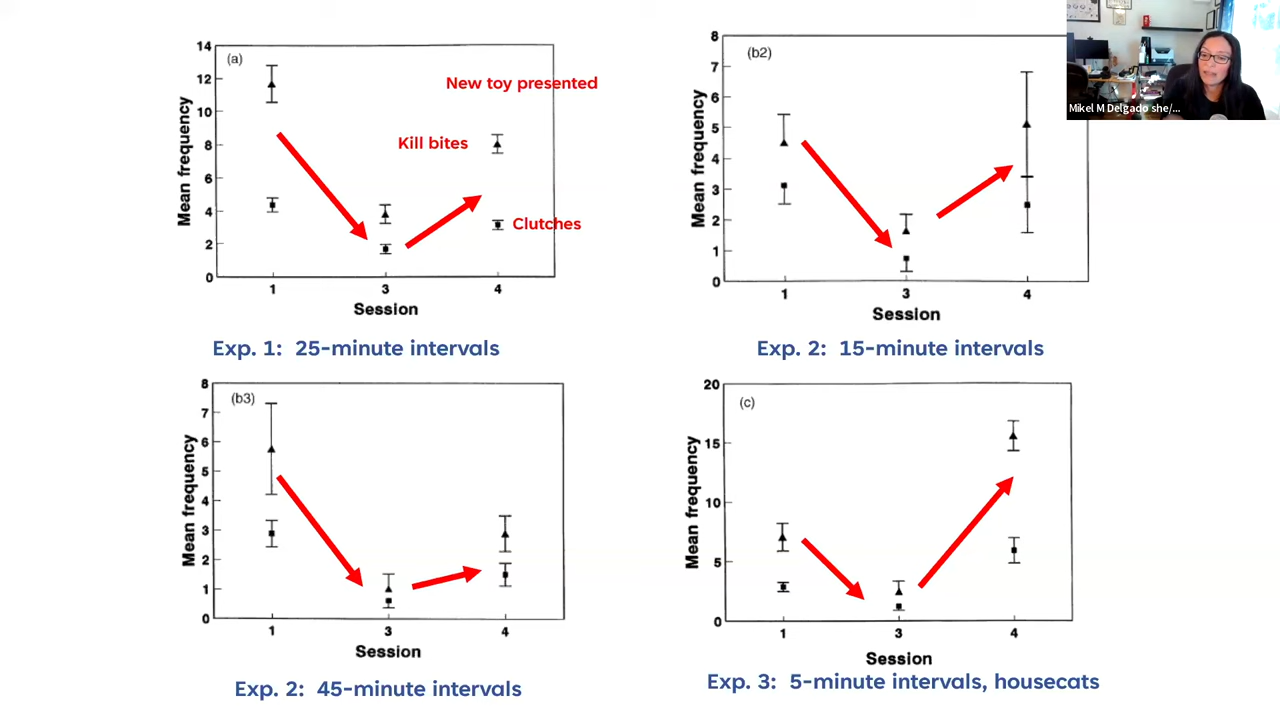 (a)
14
12
10
8
6
4
2
0
Mean frequency
New toy presented
Kill bites
Clutches
1 3 4
Session
Exp. 1: 25-minute intervals
(b2)
8
7
6
5
4
3
2
1
0
Mean frequency
1 3 4
Session
Exp. 2: 15-minute intervals
Mikel M Delgado she/...
(b3)
8
7
6
5
4
3
2
1
0
Mean frequency
1 3 4
Session
Exp. 2: 45-minute intervals
(c)
20
15
10
5
0
Mean frequency
1 3 4
Session
Exp. 3: 5-minute intervals, housecats